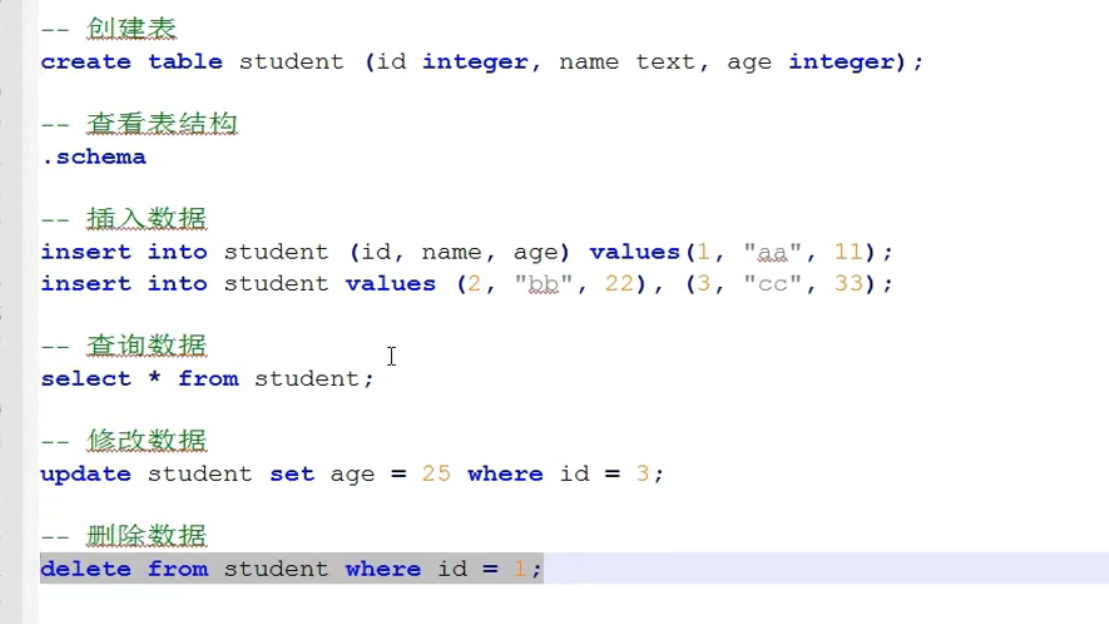 -- 创建表
create table student (id integer, name text, age integer);
-- 查看表结构
.schema
-- 插入数据
insert into student (id, name, age) values(1, "aa", 11);
insert into student values (2, "bb", 22), (3, "cc", 33);
-- 查询数据
select * from student;
-- 修改数据
update student set age = 25 where id = 3;
-- 删除数据
delete from student where id = 1;